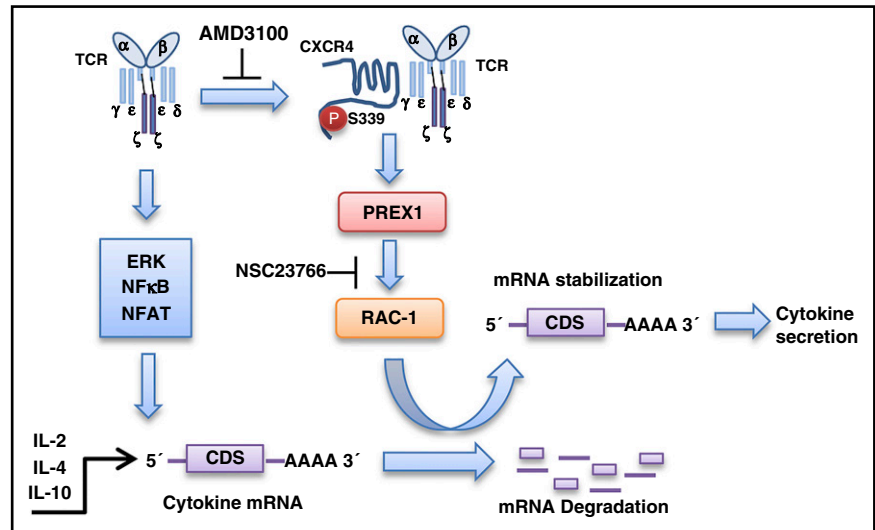 AMD3100
TCR
α β
γ ε ε δ
ζ ζ
CXCR4
P S339
α β
TCR
γ ε ε δ
ζ ζ
PREX1
NSC23766
RAC-1
ERK
NFκB
NFAT
mRNA stabilization
5´ CDS AAAA 3´
Cytokine
secretion
IL-2
IL-4
IL-10
5´ CDS AAAA 3´
Cytokine mRNA
mRNA Degradation